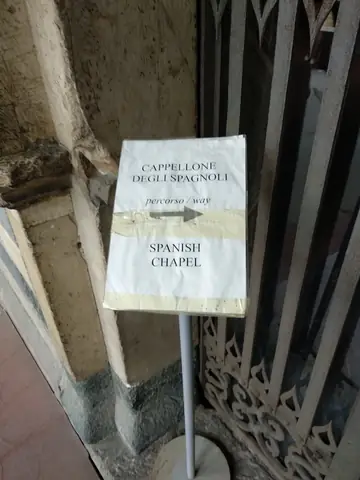 CAPPELLONE
DEGLI SPAGNOLI
percorso / way
SPANISH
CHAPEL